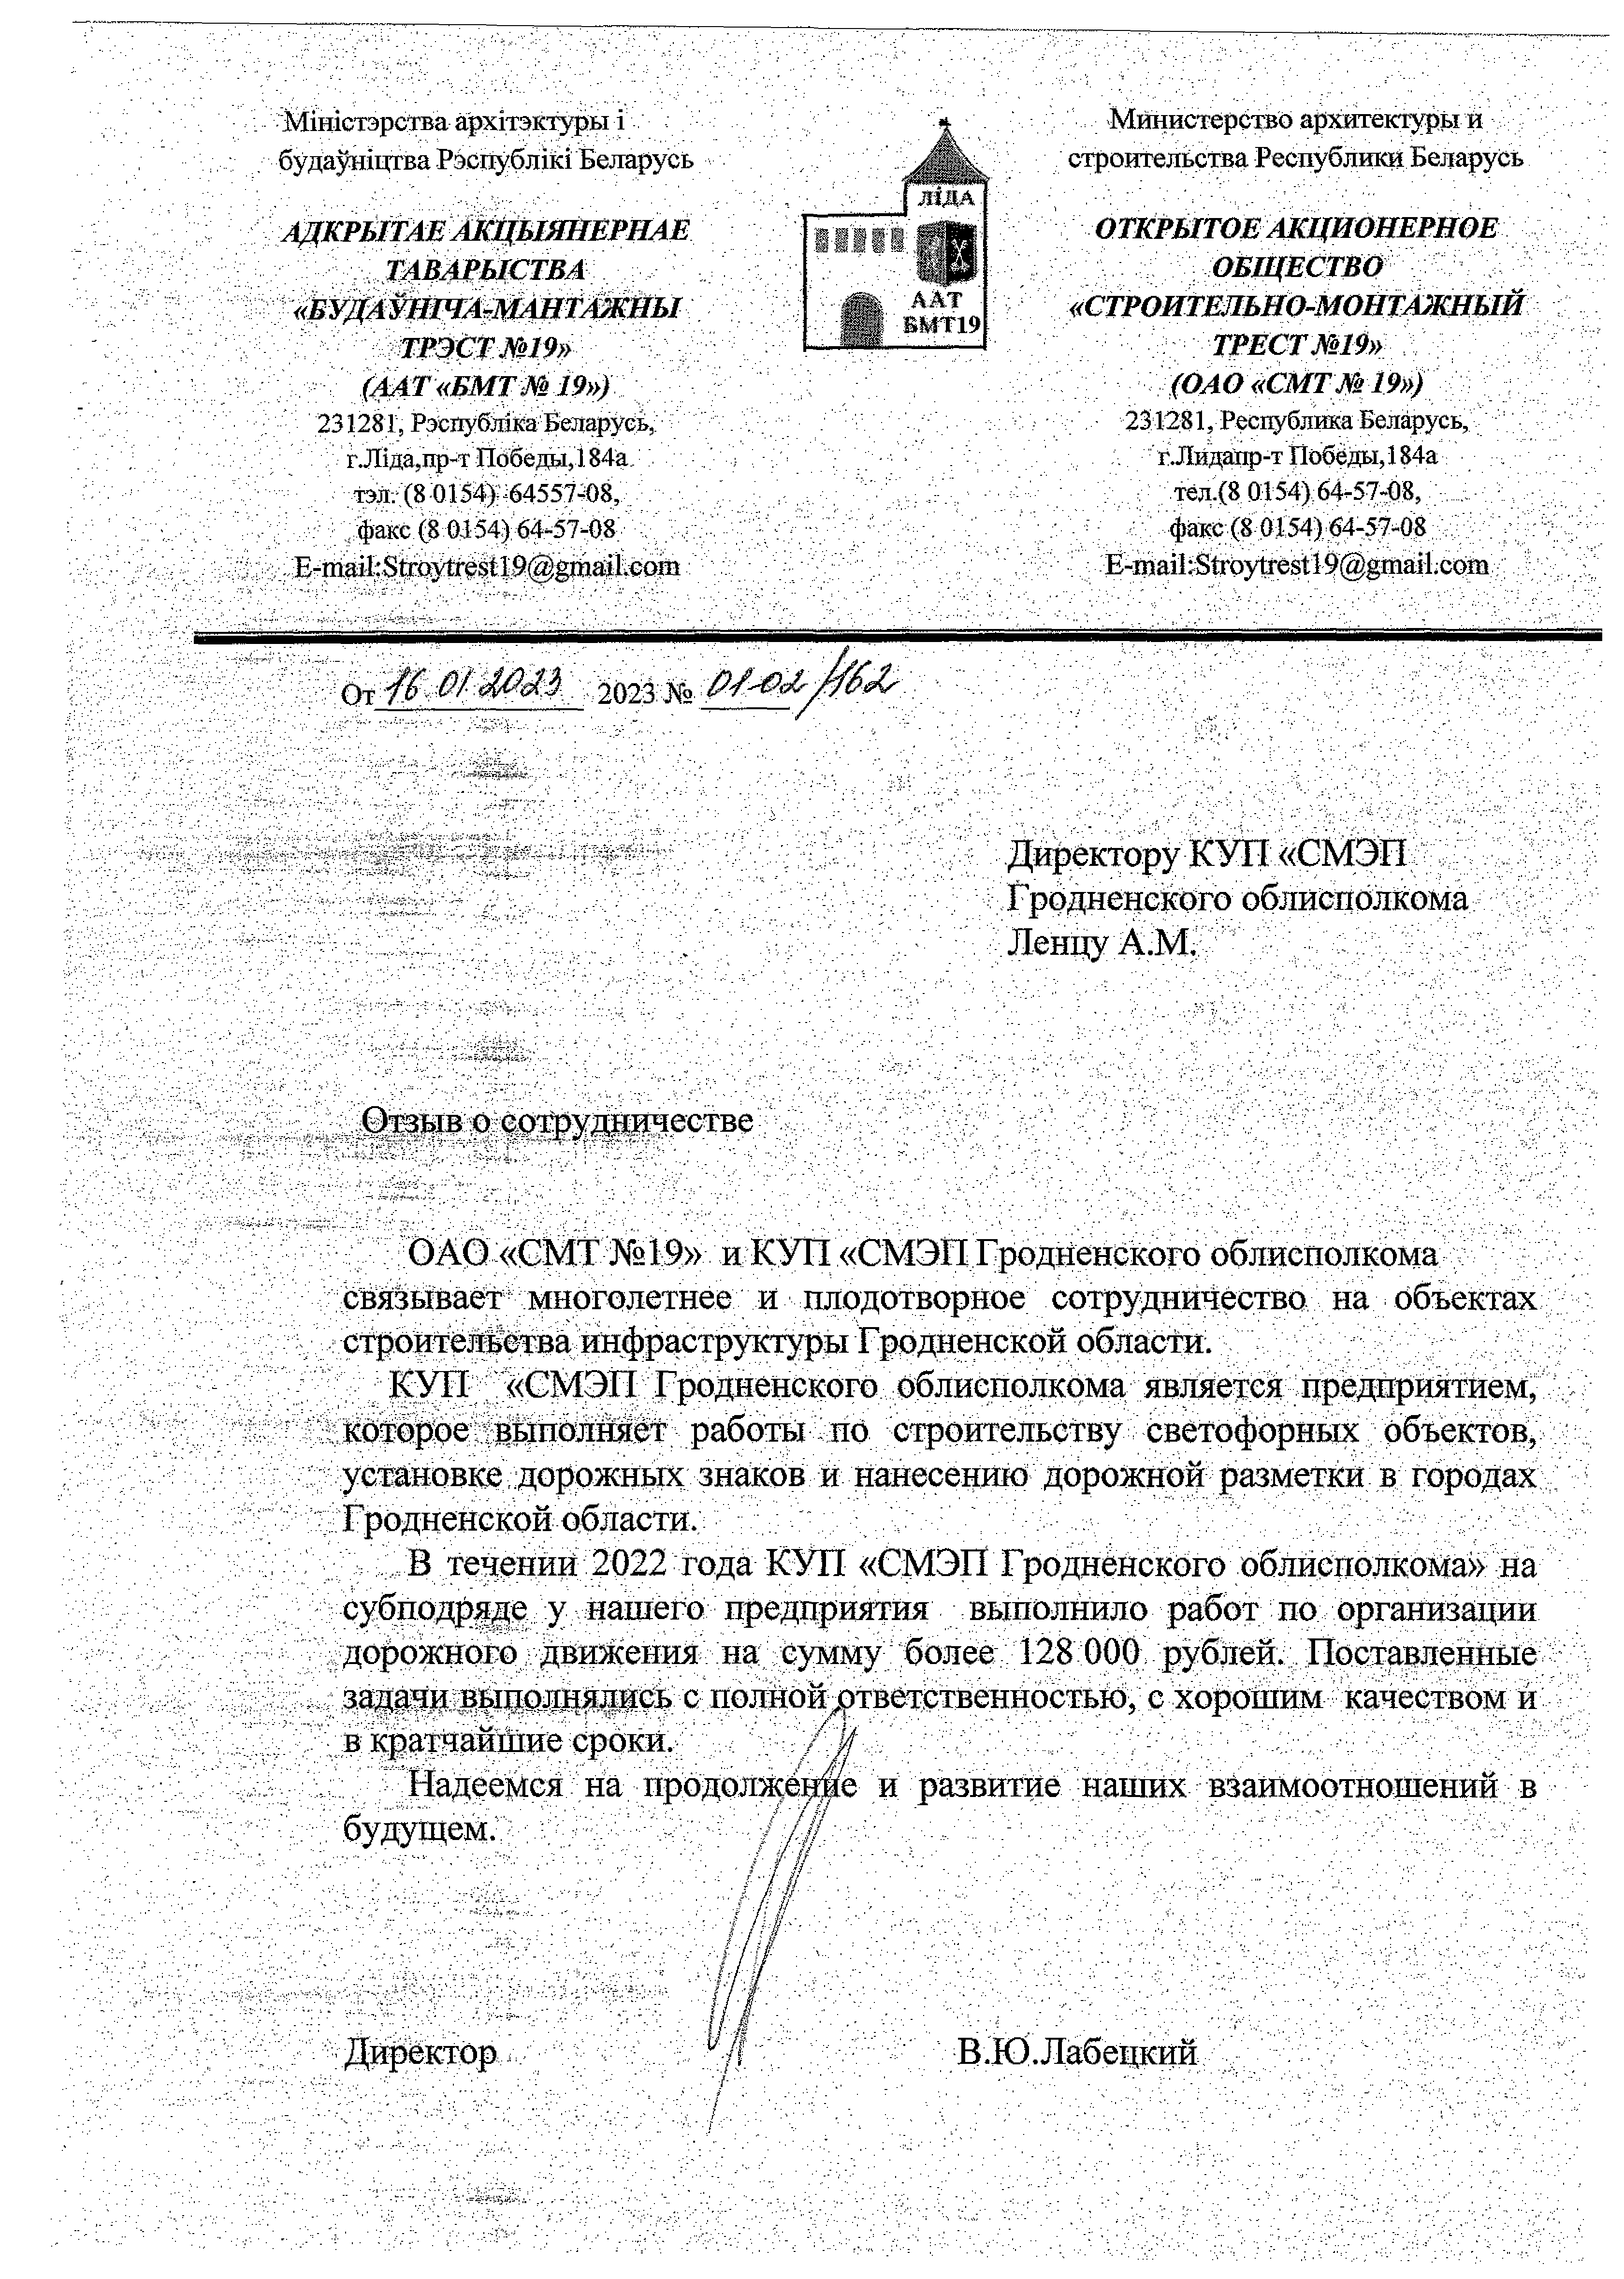 Міністэрства архітэктуры і
будаўніцтва Рэспублікі Беларусь
АДКРЫТАЕ АКЦЫЯНЕРНАЕ
ТАВАРЫСТВА
«БУДАЎНІЧА-МАНТАЖНЫ
ТРЭСТ №19»
(ААТ «БМТ № 19»)
231281, Рэспубліка Беларусь,
г.Ліда,пр-т Победы,184а
тэл. (8 0154) 64557-08,
факс (8 0154) 64-57-08
E-mail:Stroytrest19@gmail.com
ЛІДА
ААТ
БМТ19
Министерство архитектуры и
строительства Республики Беларусь
ОТКРЫТОЕ АКЦИОНЕРНОЕ
ОБЩЕСТВО
«СТРОИТЕЛЬНО-МОНТАЖНЫЙ
ТРЕСТ №19»
(ОАО «СМТ № 19»)
231281, Республика Беларусь,
г.Лидапр-т Победы,184а
тел.(8 0154) 64-57-08,
факс (8 0154) 64-57-08
E-mail:Stroytrest19@gmail.com
От 16.01.2023 2023 № 01-02/162
Директору КУП «СМЭП
Гродненского облисполкома
Ленцу А.М.
Отзыв о сотрудничестве
ОАО «СМТ №19» и КУП «СМЭП Гродненского облисполкома
связывает многолетнее и плодотворное сотрудничество на объектах
строительства инфраструктуры Гродненской области.
КУП «СМЭП Гродненского облисполкома является предприятием,
которое выполняет работы по строительству светофорных объектов,
установке дорожных знаков и нанесению дорожной разметки в городах
Гродненской области.
В течении 2022 года КУП «СМЭП Гродненского облисполкома» на
субподряде у нашего предприятия выполнило работ по организации
дорожного движения на сумму более 128 000 рублей. Поставленные
задачи выполнялись с полной ответственностью, с хорошим качеством и
в кратчайшие сроки.
Надеемся на продолжение и развитие наших взаимоотношений в
будущем.
Директор В.Ю.Лабецкий